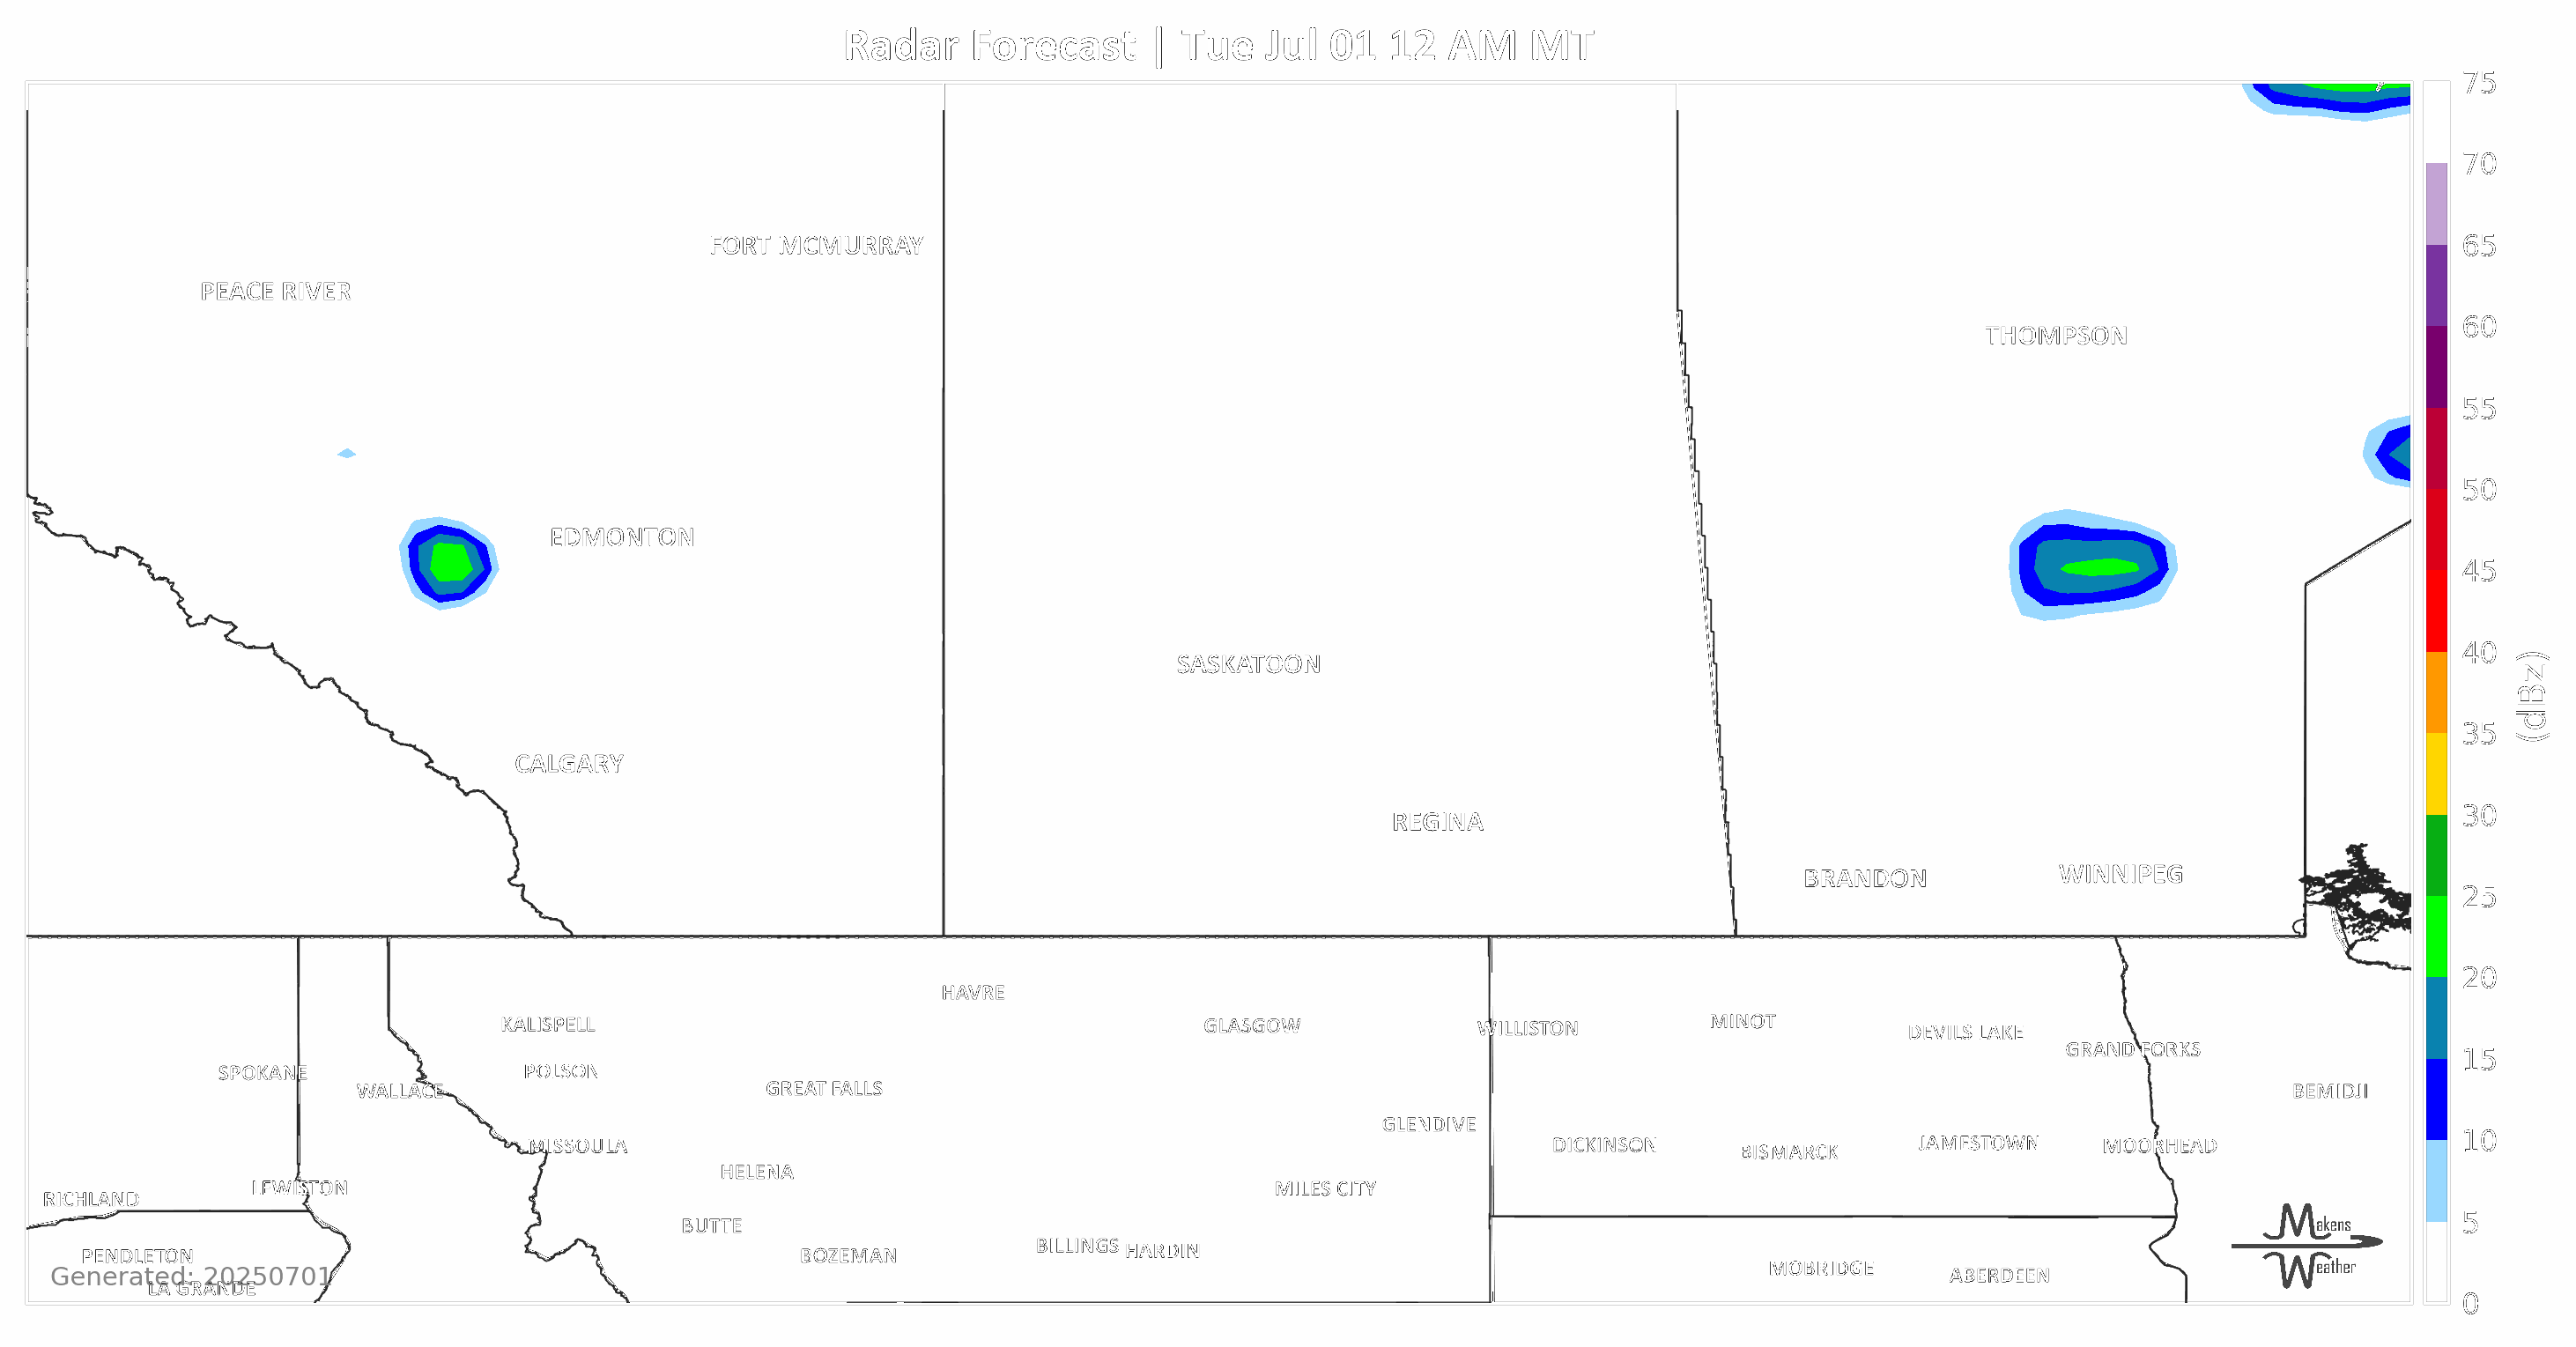 Radar Forecast | Tue Jul 01 12 AM MT
75
70
FORT MCMURRAY
65
PEACE RIVER
60
THOMPSON
55
50
EDMONTON
45
SASKATOON
40
(dBz)
35
CALGARY
REGINA
30
BRANDON
WINNIPEG
25
20
HAVRE
KALISPELL
GLASGOW
WILLISTON
MINOT
DEVILS LAKE
GRAND FORKS
15
SPOKANE
POLSON
WALLACE
GREAT FALLS
BEMIDJI
GLENDIVE
10
MISSOULA
DICKINSON
BISMARCK
JAMESTOWN
MOORHEAD
HELENA
LEWISTON
MILES CITY
RICHLAND
BUTTE
5
Makens
Weather
PENDLETON
BOZEMAN
BILLINGS
HARDIN
MOBRIDGE
ABERDEEN
Generated: 20250701
LA GRANDE
0